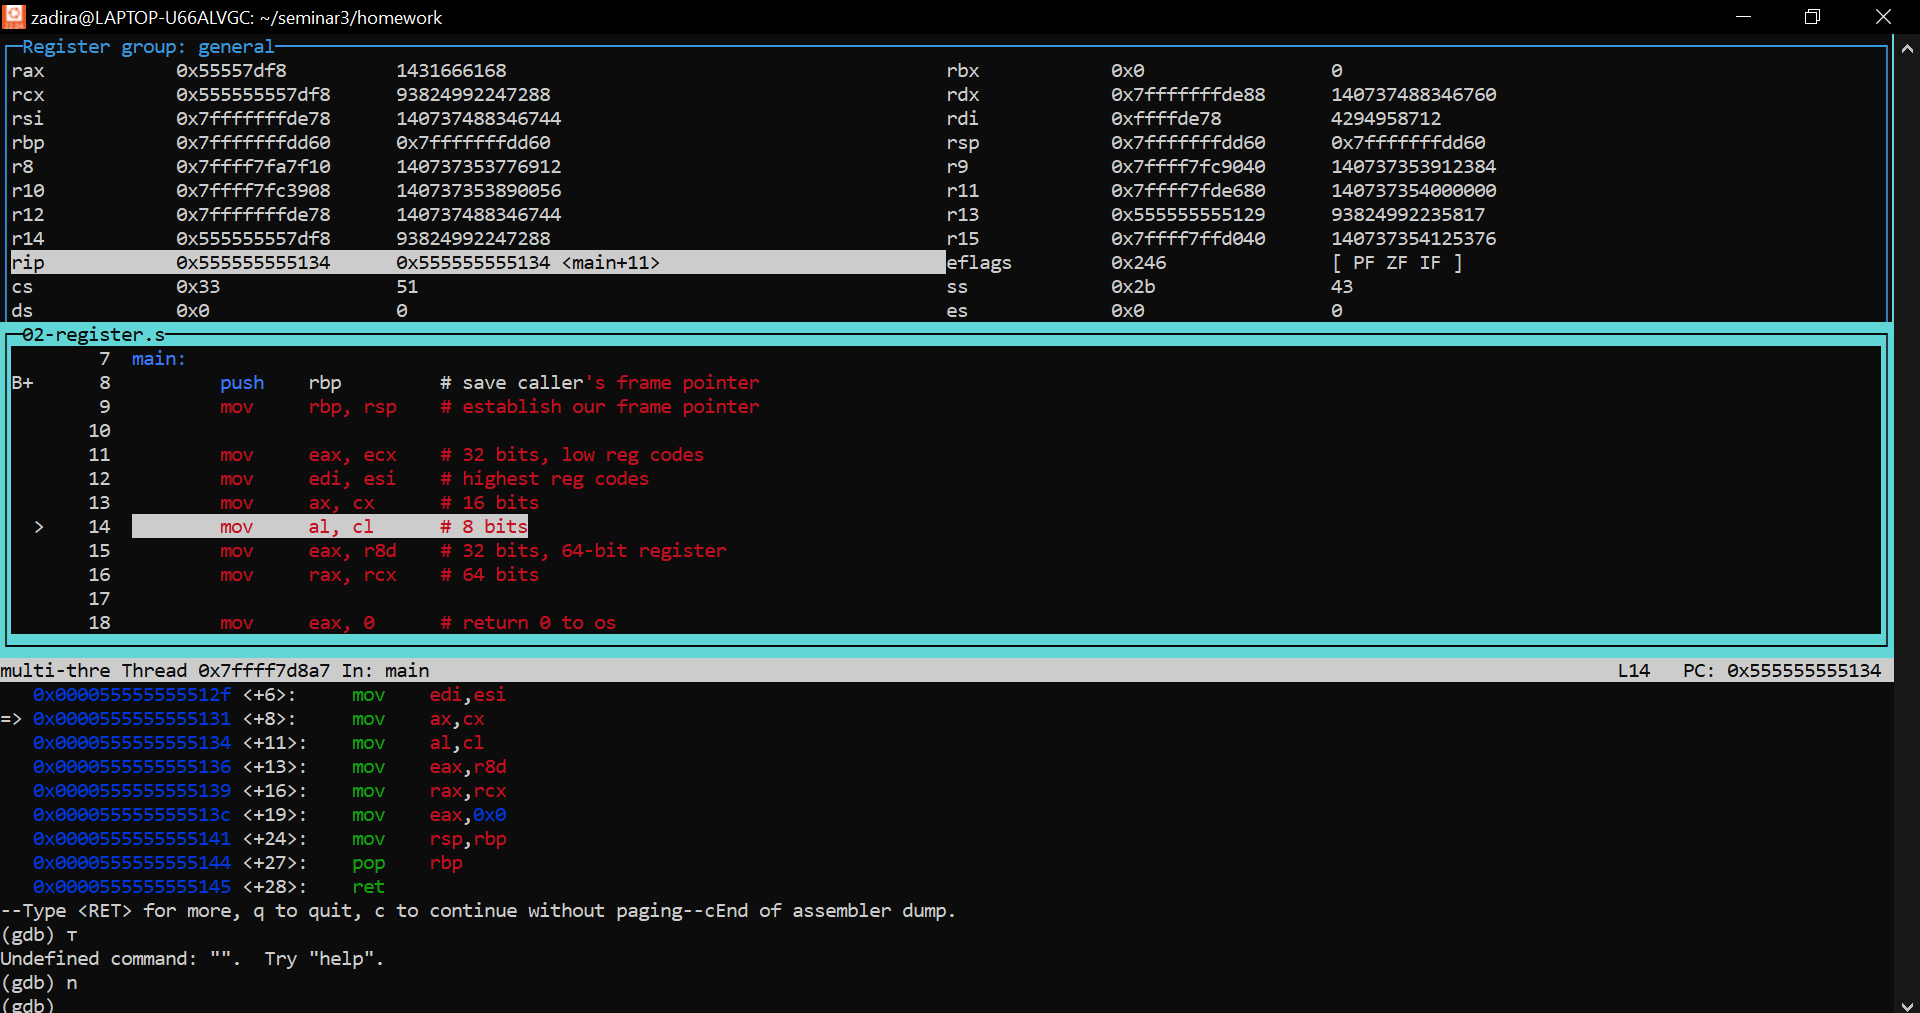 zadira@LAPTOP-U66ALVGC: ~/seminar3/homework
Register group: general
rax 0x55557df8 1431666168 rbx 0x0 0
rcx 0x555555557df8 93824992247288 rdx 0x7fffffffde88 140737488346760
rsi 0x7fffffffde78 140737488346744 rdi 0xffffde78 4294958712
rbp 0x7fffffffdd60 0x7fffffffdd60 rsp 0x7fffffffdd60 0x7fffffffdd60
r8 0x7ffff7fa7f10 140737353776912 r9 0x7ffff7fc9040 140737353912384
r10 0x7ffff7fc3908 140737353890056 r11 0x7ffff7fde680 140737354000000
r12 0x7fffffffde78 140737488346744 r13 0x555555555129 93824992235817
r14 0x555555557df8 93824992247288 r15 0x7ffff7ffd040 140737354125376
rip 0x555555555134 0x555555555134 <main+11> eflags 0x246 [ PF ZF IF ]
cs 0x33 51 ss 0x2b 43
ds 0x0 0 es 0x0 0
02-register.s
7 main:
B+ 8 push rbp # save caller's frame pointer
9 mov rbp, rsp # establish our frame pointer
10
11 mov eax, ecx # 32 bits, low reg codes
12 mov edi, esi # highest reg codes
13 mov ax, cx # 16 bits
> 14 mov al, cl # 8 bits
15 mov eax, r8d # 32 bits, 64-bit register
16 mov rax, rcx # 64 bits
17
18 mov eax, 0 # return 0 to os
multi-thre Thread 0x7ffff7d8a7 In: main L14 PC: 0x555555555134
0x000055555555512f <+6>: mov edi,esi
=> 0x0000555555555131 <+8>: mov ax,cx
0x0000555555555134 <+11>: mov al,cl
0x0000555555555136 <+13>: mov eax,r8d
0x0000555555555139 <+16>: mov rax,rcx
0x000055555555513c <+19>: mov eax,0x0
0x0000555555555141 <+24>: mov rsp,rbp
0x0000555555555144 <+27>: pop rbp
0x0000555555555145 <+28>: ret
--Type <RET> for more, q to quit, c to continue without paging--cEnd of assembler dump.
(gdb) т
Undefined command: "". Try "help".
(gdb) n
(gdb)